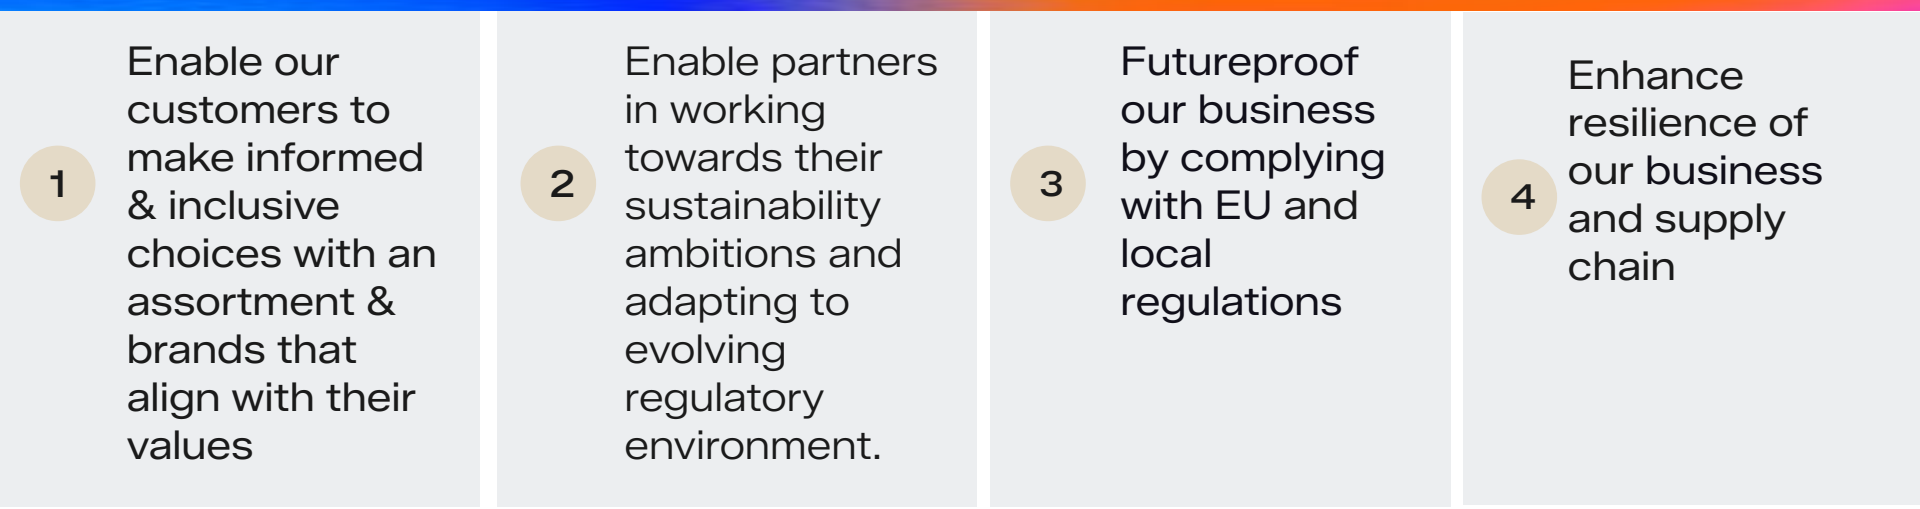 1
Enable our
customers to
make informed
& inclusive
choices with an
assortment &
brands that
align with their
values
2
Enable partners
in working
towards their
sustainability
ambitions and
adapting to
evolving
regulatory
environment.
3
Futureproof
our business
by complying
with EU and
local
regulations
4
Enhance
resilience of
our business
and supply
chain